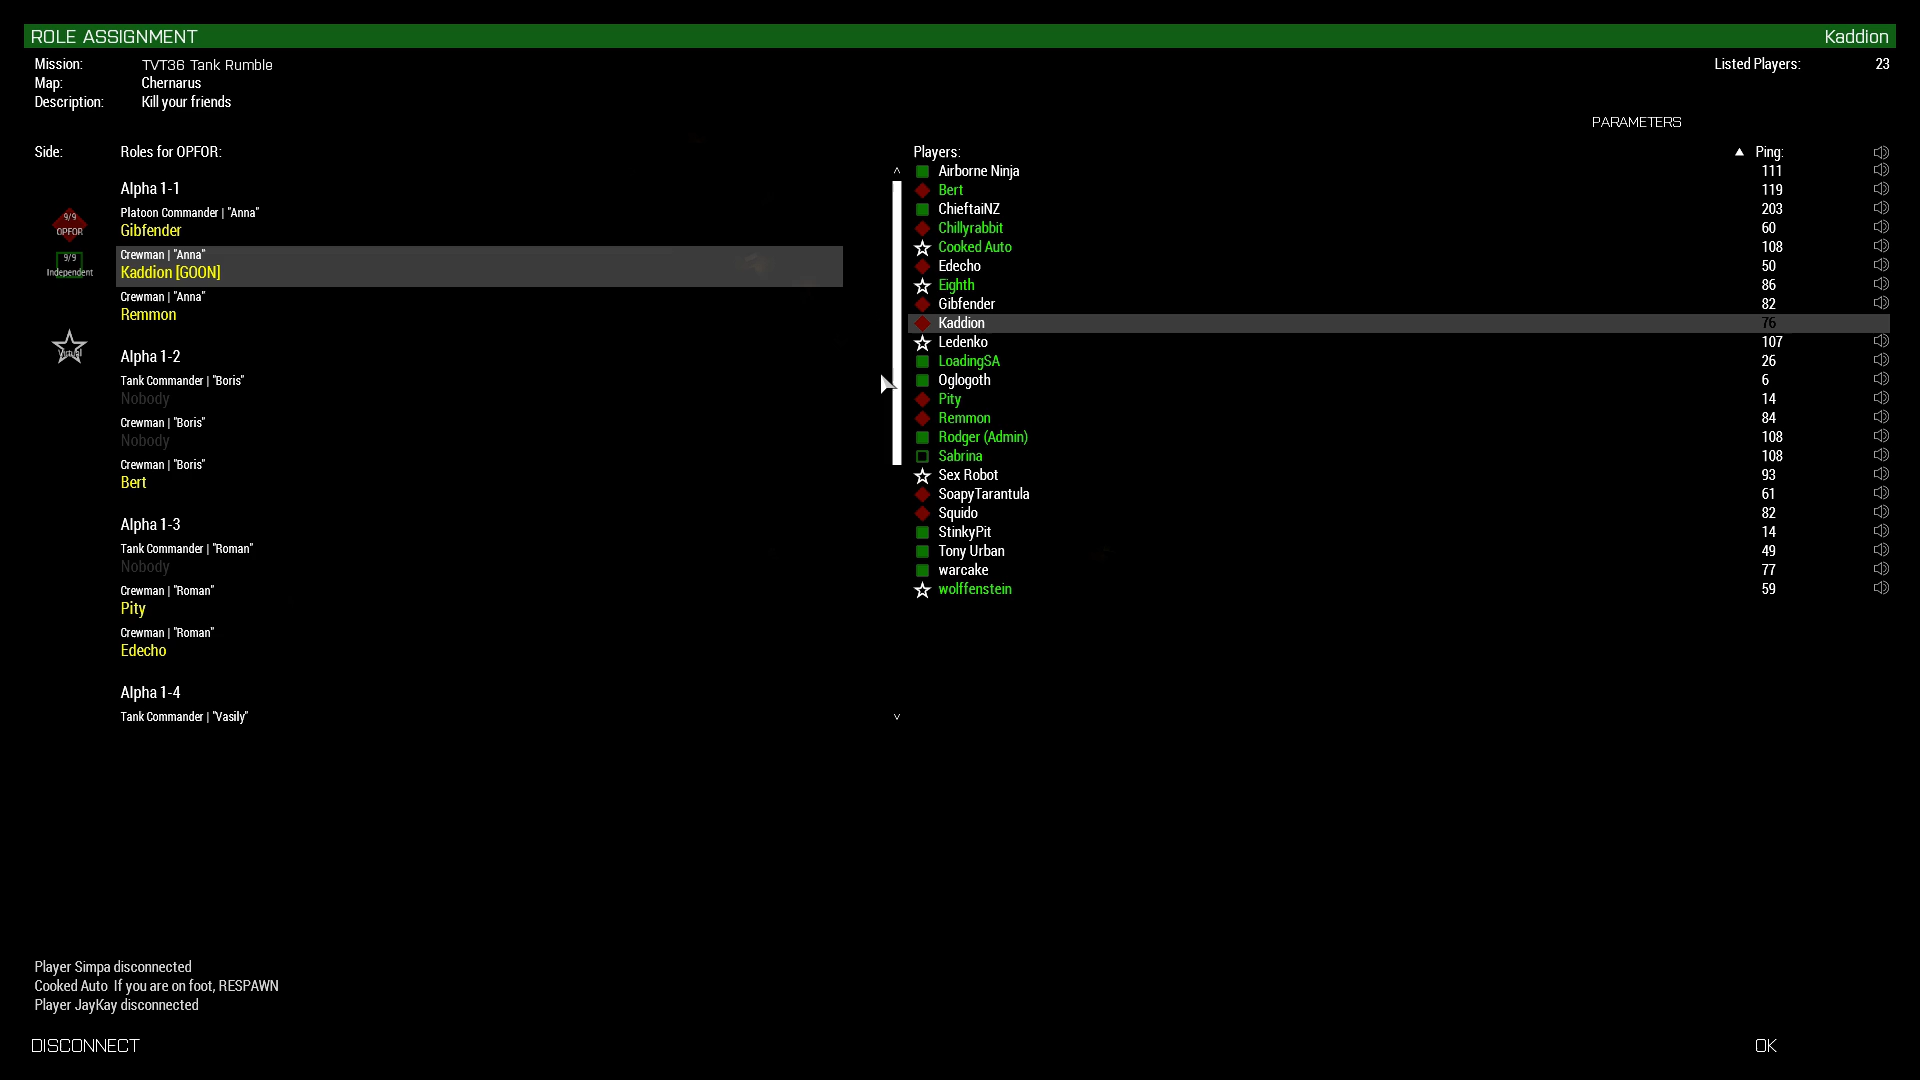 ROLE ASSIGNMENT
Kaddion
Mission: TVT36 Tank Rumble
Listed Players: 23
Map: Chernarus
Description: Kill your friends
PARAMETERS
Side:
9/9
OPFOR
9/9
Independent
Virtual
Roles for OPFOR:
Alpha 1-1
Platoon Commander | "Anna"
Gibfender
Crewman | "Anna"
Kaddion [GOON]
Crewman | "Anna"
Remmon
Alpha 1-2
Tank Commander | "Boris"
Nobody
Crewman | "Boris"
Nobody
Crewman | "Boris"
Bert
Alpha 1-3
Tank Commander | "Roman"
Nobody
Crewman | "Roman"
Pity
Crewman | "Roman"
Edecho
Alpha 1-4
Tank Commander | "Vasily"
Players: Ping:
Airborne Ninja 111
Bert 119
ChieftaiNZ 203
Chillyrabbit 60
Cooked Auto 108
Edecho 50
Eighth 86
Gibfender 82
Kaddion 76
Ledenko 107
LoadingSA 26
Oglogoth 6
Pity 14
Remmon 84
Rodger (Admin) 108
Sabrina 108
Sex Robot 93
SoapyTarantula 61
Squido 82
StinkyPit 14
Tony Urban 49
warcake 77
wolffenstein 59
Player Simpa disconnected
Cooked Auto If you are on foot, RESPAWN
Player JayKay disconnected
DISCONNECT
OK